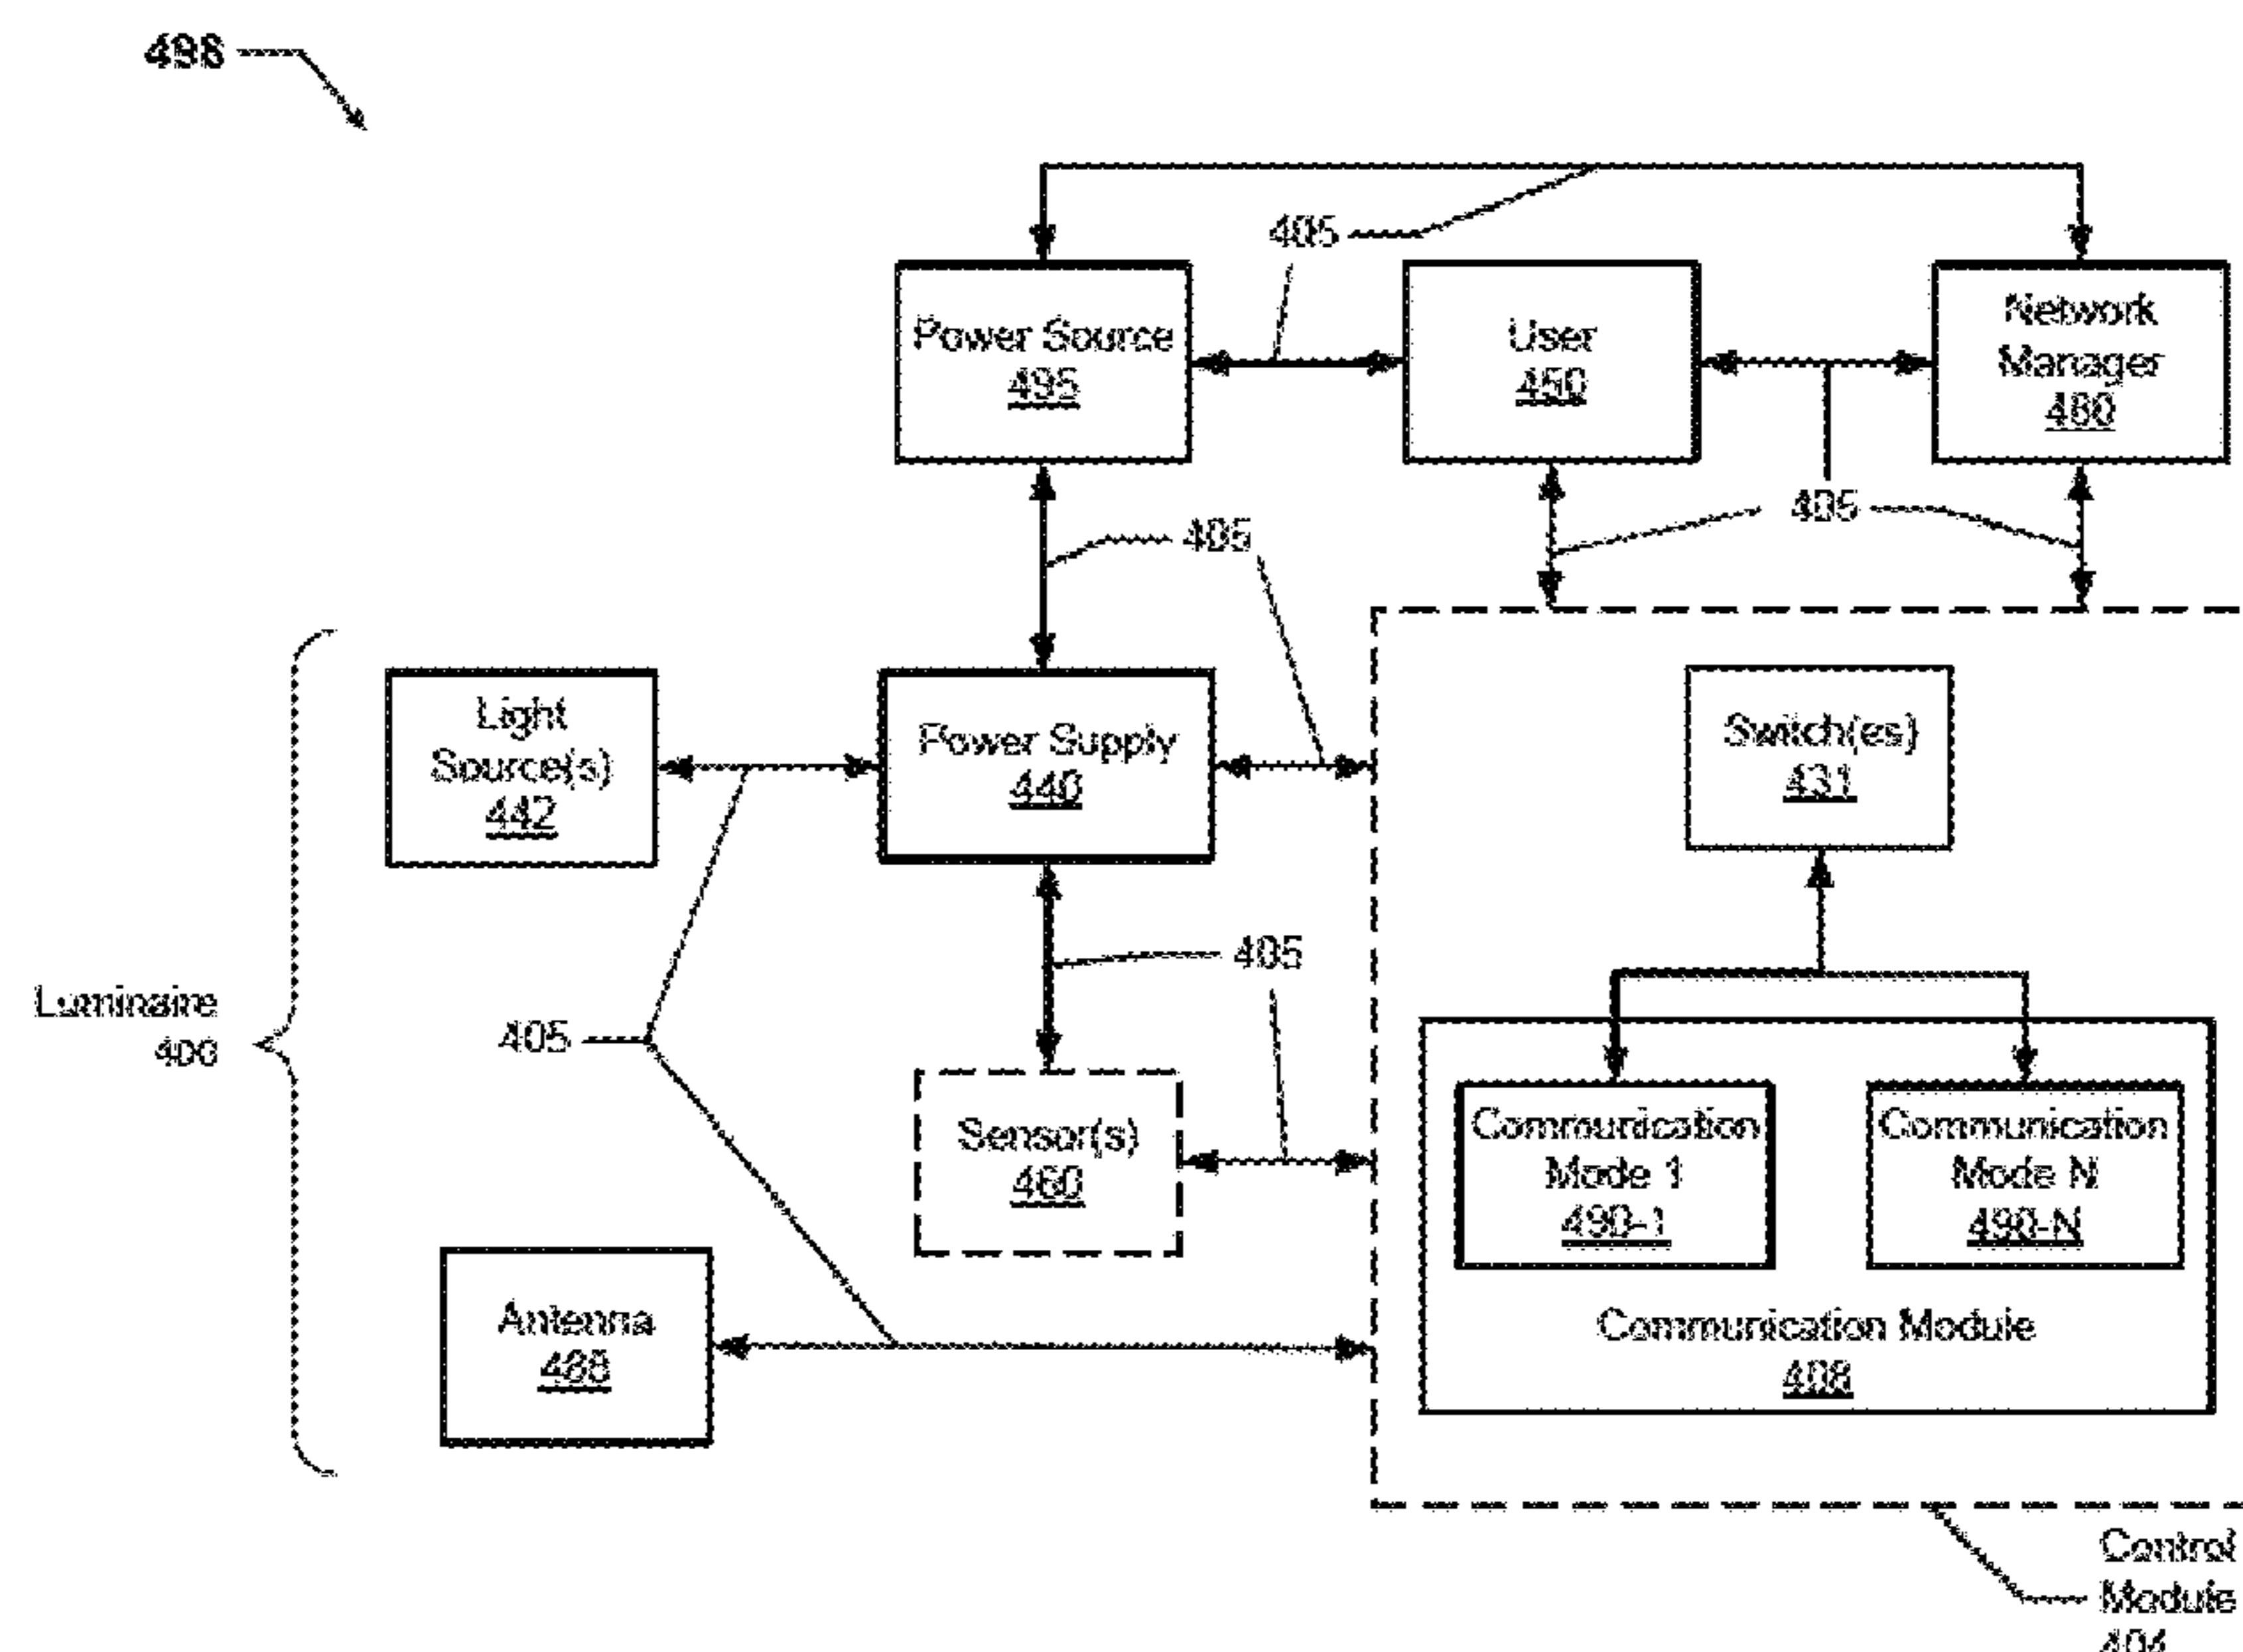 498
405
Power Source
495
User
450
Network
Manager
480
405
405
Light
Source(s)
442
Power Supply
440
Switch(es)
431
405
Luminaire
400
405
Sensor(s)
460
Communication
Mode 1
490-1
Communication
Mode N
490-N
Antenna
488
Communication Module
408
Control
Module
404